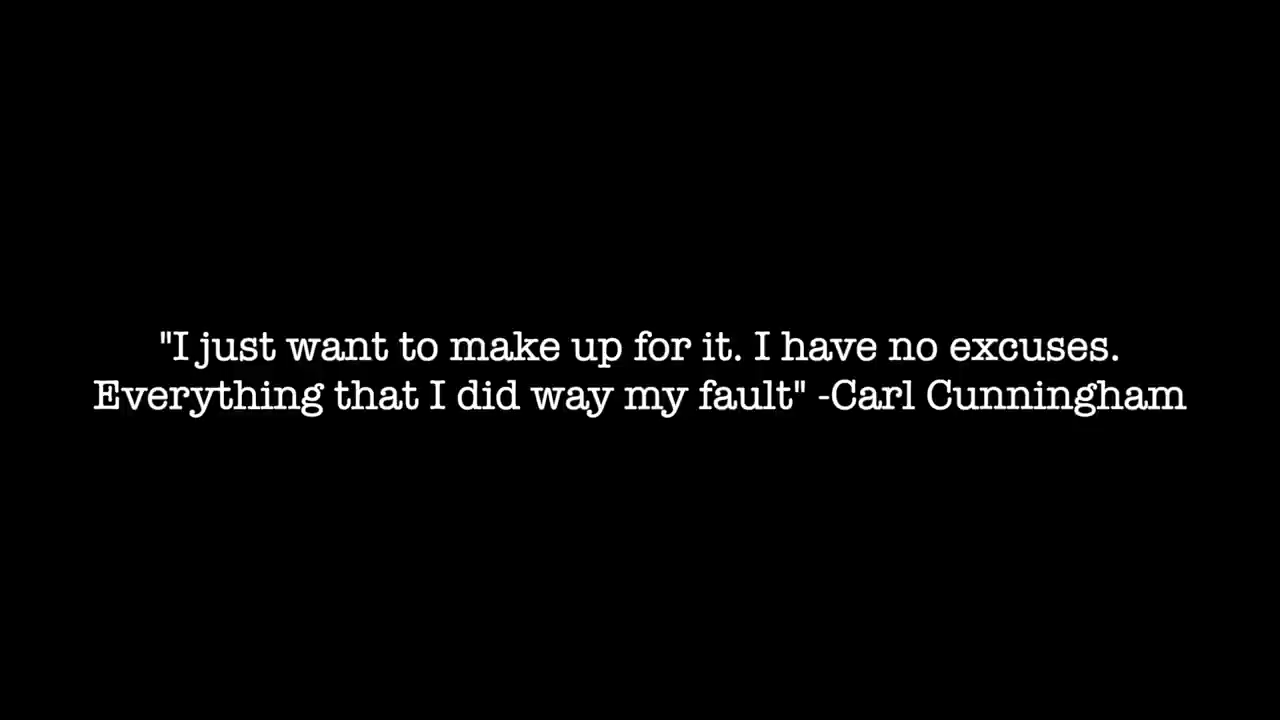 "I just want to make up for it. I have no excuses.
Everything that I did way my fault" -Carl Cunningham